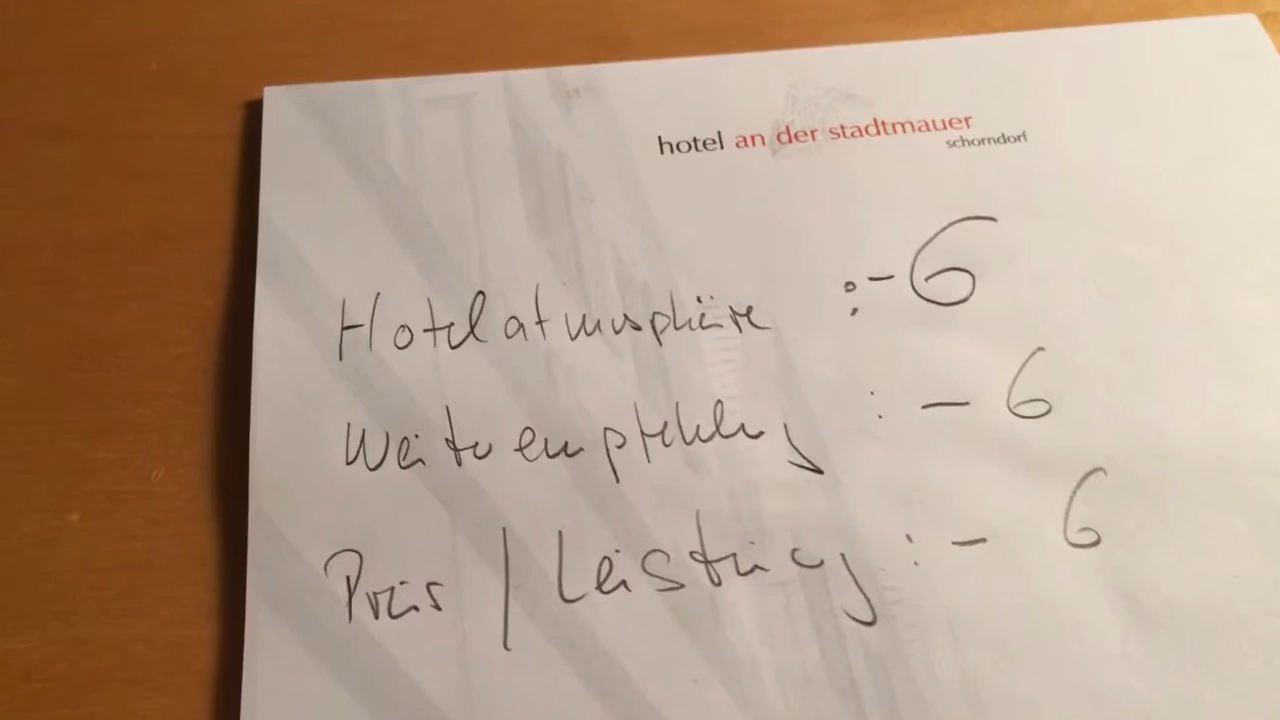 hotel an der stadtmauer
schorndorf
Hotelatmosphäre :- 6
Weiterempfehlung : - 6
Preis / Leistung : - 6